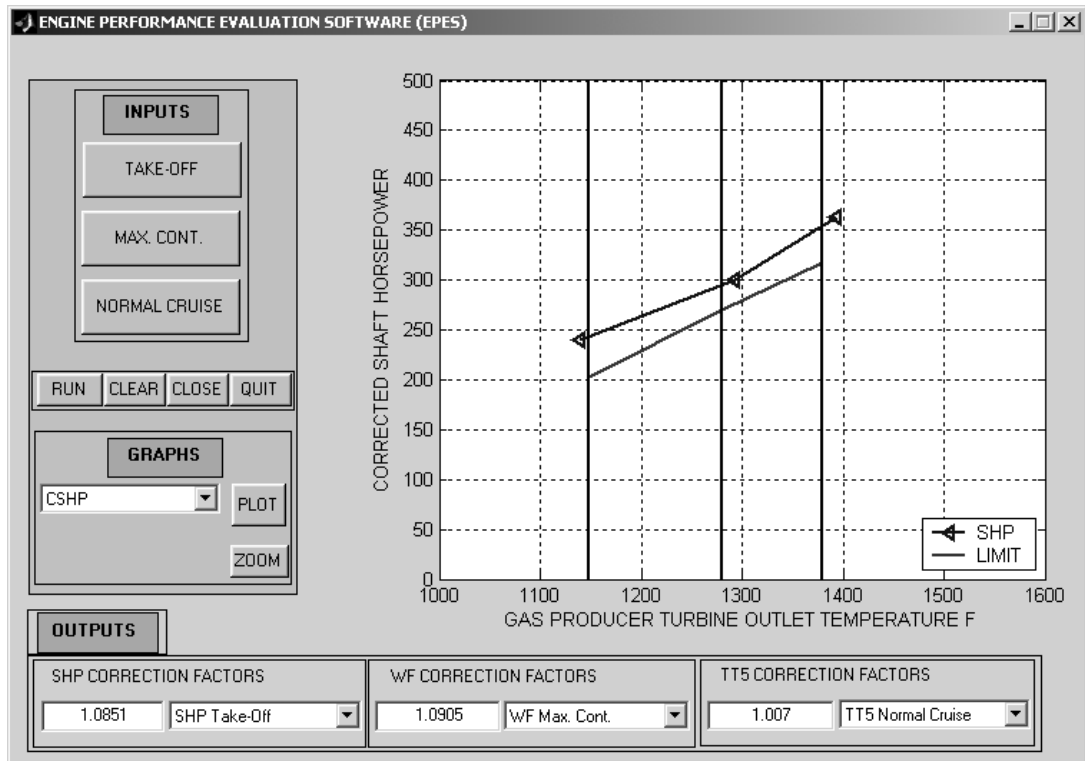 ENGINE PERFORMANCE EVALUATION SOFTWARE (EPES)
INPUTS
TAKE-OFF
MAX. CONT.
NORMAL CRUISE
RUN CLEAR CLOSE QUIT
GRAPHS
CSHP
PLOT
ZOOM
CORRECTED SHAFT HORSEPOWER
500
450
400
350
300
250
200
150
100
50
0
1000 1100 1200 1300 1400 1500 1600
GAS PRODUCER TURBINE OUTLET TEMPERATURE F
SHP
LIMIT
OUTPUTS
SHP CORRECTION FACTORS
1.0851 SHP Take-Off
WF CORRECTION FACTORS
1.0905 WF Max. Cont.
TT5 CORRECTION FACTORS
1.007 TT5 Normal Cruise